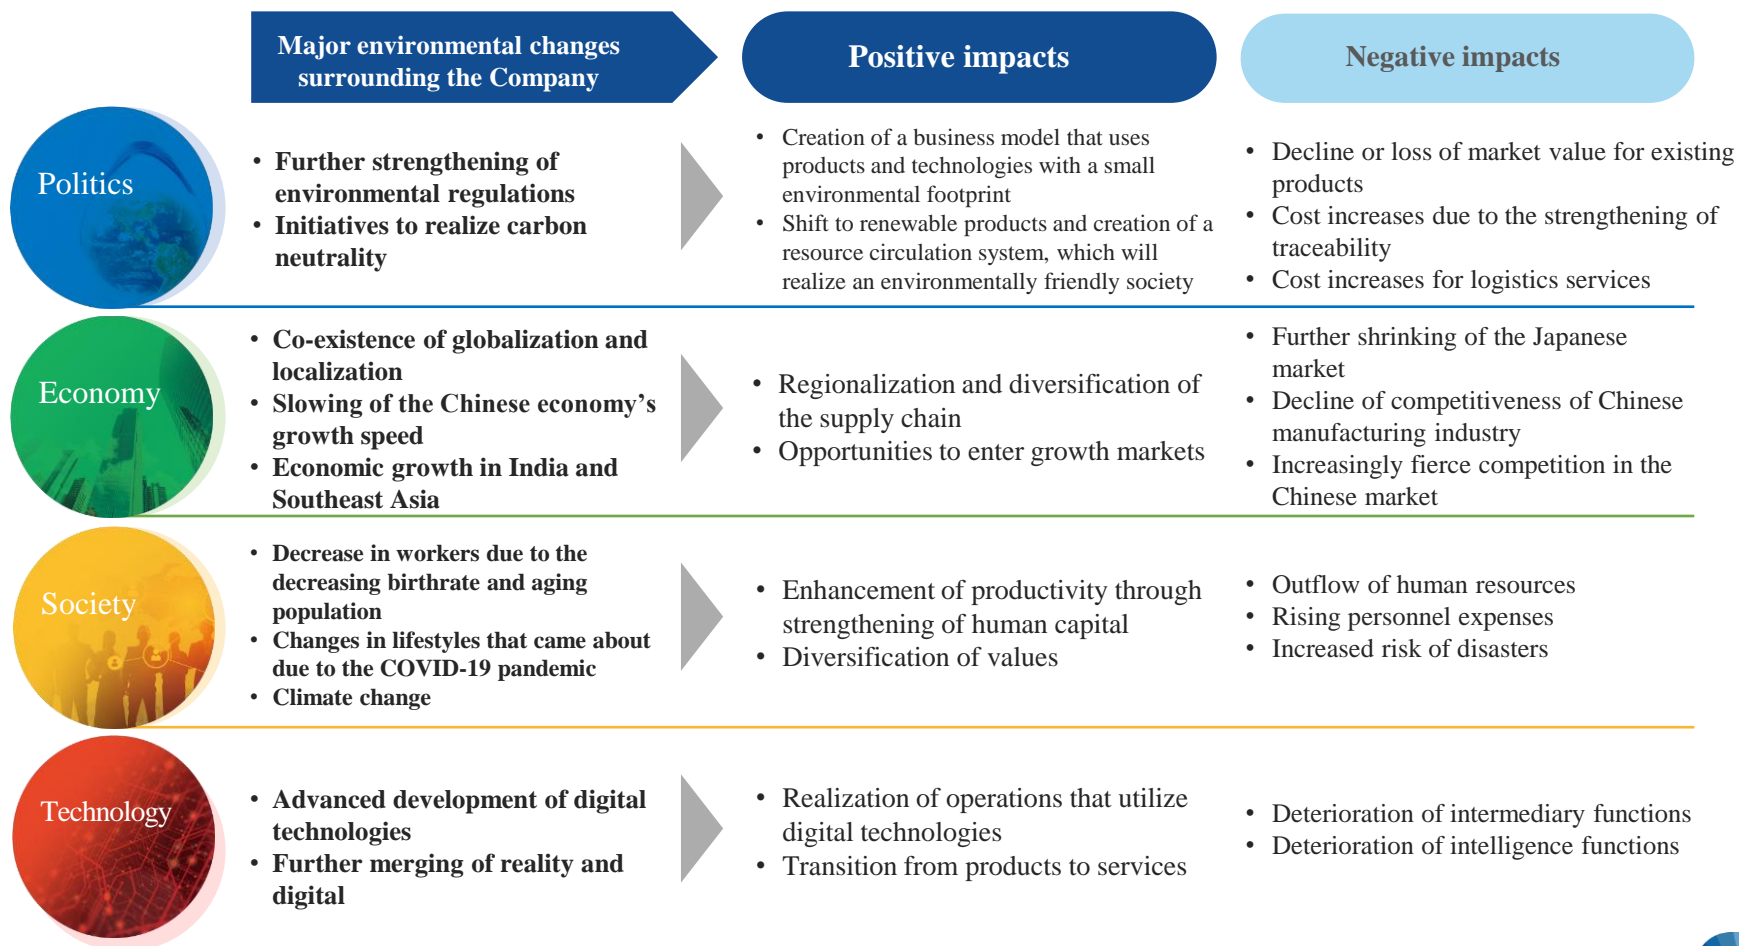 Major environmental changes
surrounding the Company
Positive impacts
Negative impacts
Politics
• Further strengthening of
environmental regulations
• Initiatives to realize carbon
neutrality
• Creation of a business model that uses
products and technologies with a small
environmental footprint
• Shift to renewable products and creation of a
resource circulation system, which will
realize an environmentally friendly society
• Decline or loss of market value for existing
products
• Cost increases due to the strengthening of
traceability
• Cost increases for logistics services
Economy
• Co-existence of globalization and
localization
• Slowing of the Chinese economy’s
growth speed
• Economic growth in India and
Southeast Asia
• Regionalization and diversification of
the supply chain
• Opportunities to enter growth markets
• Further shrinking of the Japanese
market
• Decline of competitiveness of Chinese
manufacturing industry
• Increasingly fierce competition in the
Chinese market
Society
• Decrease in workers due to the
decreasing birthrate and aging
population
• Changes in lifestyles that came about
due to the COVID-19 pandemic
• Climate change
• Enhancement of productivity through
strengthening of human capital
• Diversification of values
• Outflow of human resources
• Rising personnel expenses
• Increased risk of disasters
Technology
• Advanced development of digital
technologies
• Further merging of reality and
digital
• Realization of operations that utilize
digital technologies
• Transition from products to services
• Deterioration of intermediary functions
• Deterioration of intelligence functions